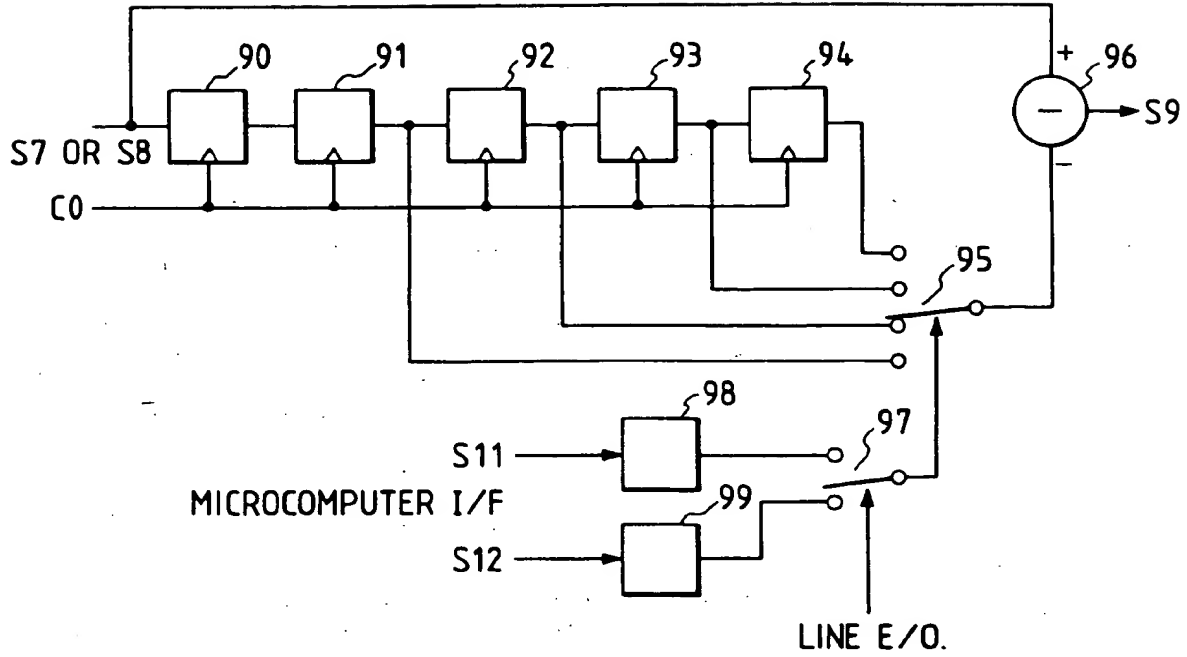 90 91 92 93 94 + 96
S7 OR S8 − S9
−
C0
95
98
97
S11
MICROCOMPUTER I/F
99
S12
LINE E/O.